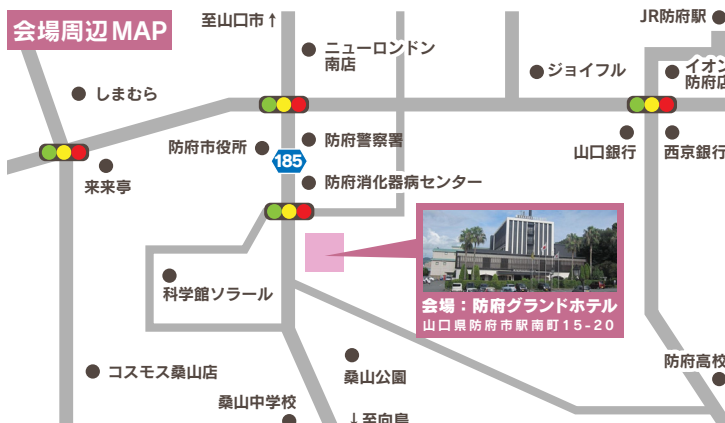 会場周辺MAP
至山口市↑
JR防府駅
ニューロンドン
南店
ジョイフル
イオン
防府店
しまむら
防府市役所
防府警察署
山口銀行
西京銀行
185
来来亭
防府消化器病センター
科学館ソラール
会場：防府グランドホテル
山口県防府市駅南町15-20
コスモス桑山店
桑山公園
防府高校
桑山中学校
↓至向島